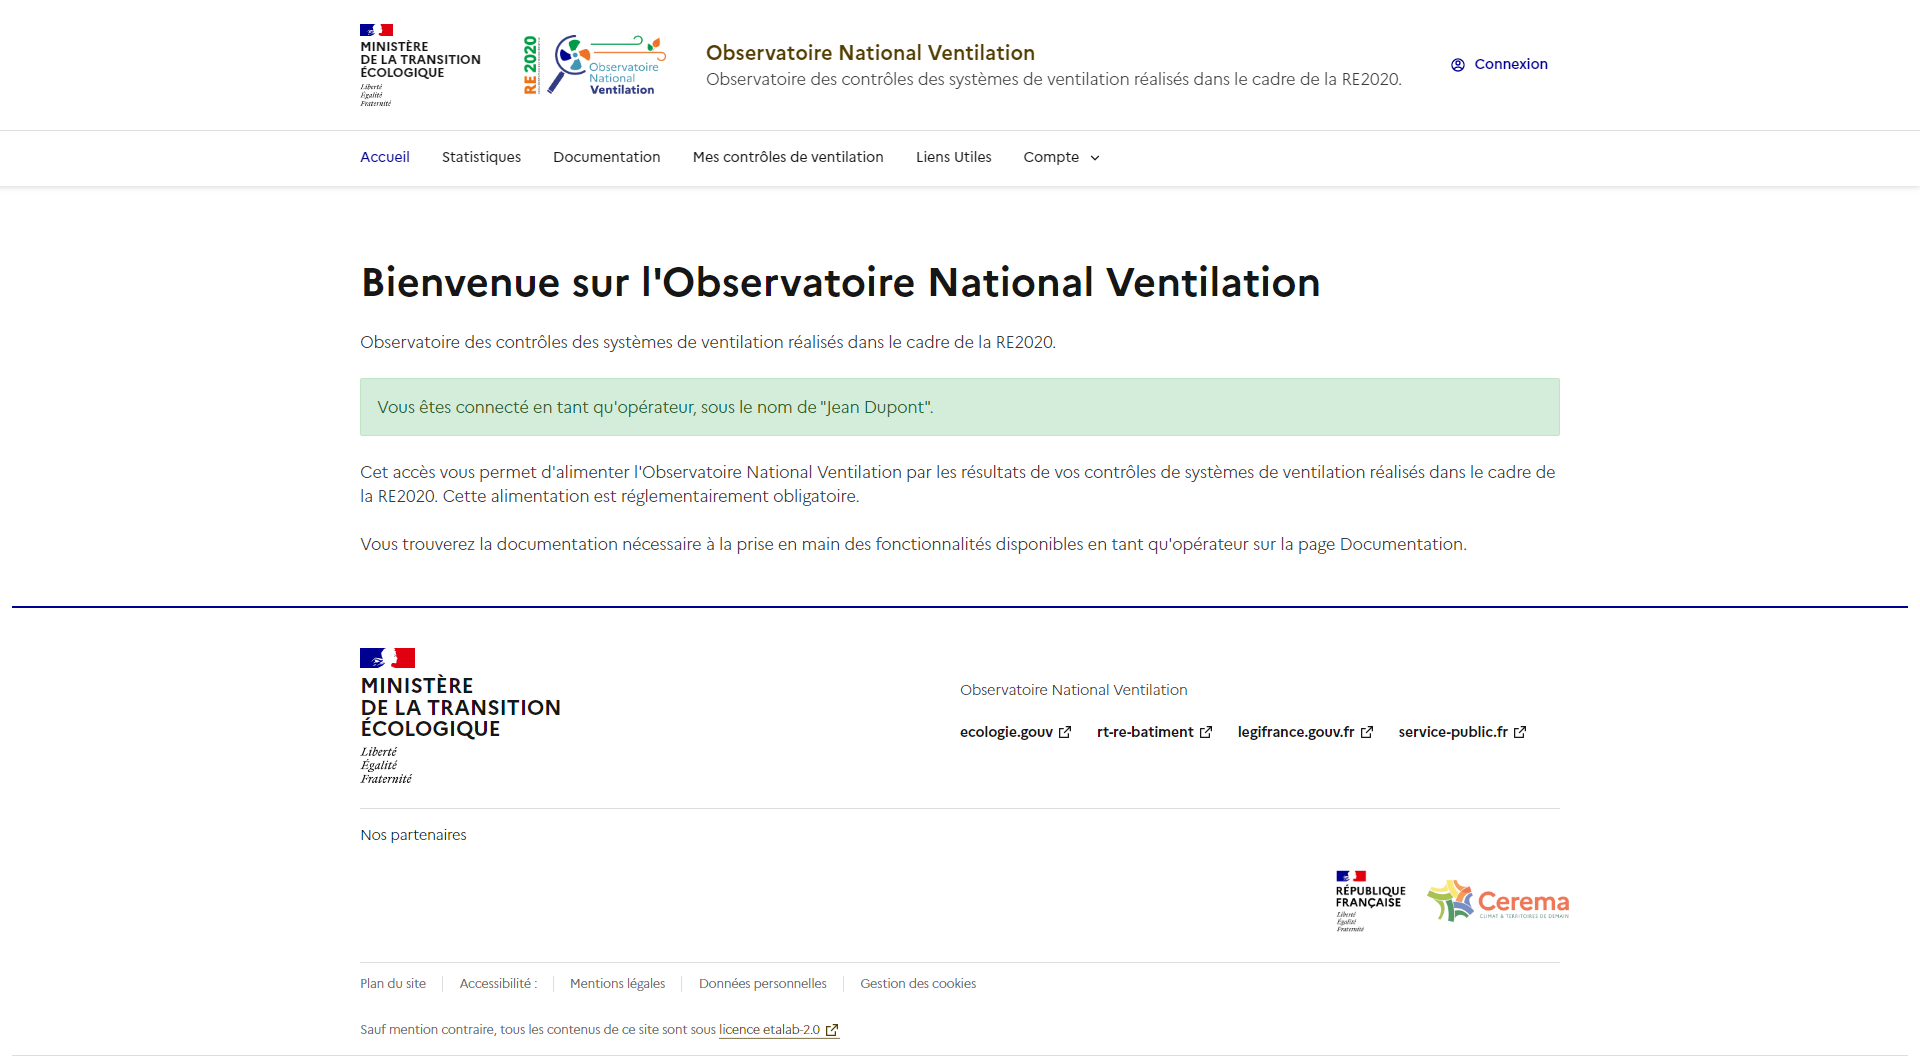 MINISTÈRE
DE LA TRANSITION
ÉCOLOGIQUE
Liberté
Égalité
Fraternité
RE2020
Observatoire
National
Ventilation
Observatoire National Ventilation
Observatoire des contrôles des systèmes de ventilation réalisés dans le cadre de la RE2020.
Connexion
Accueil
Statistiques
Documentation
Mes contrôles de ventilation
Liens Utiles
Compte
Bienvenue sur l'Observatoire National Ventilation
Observatoire des contrôles des systèmes de ventilation réalisés dans le cadre de la RE2020.
Vous êtes connecté en tant qu'opérateur, sous le nom de "Jean Dupont".
Cet accès vous permet d'alimenter l'Observatoire National Ventilation par les résultats de vos contrôles de systèmes de ventilation réalisés dans le cadre de
la RE2020. Cette alimentation est réglementairement obligatoire.
Vous trouverez la documentation nécessaire à la prise en main des fonctionnalités disponibles en tant qu'opérateur sur la page Documentation.
MINISTÈRE
DE LA TRANSITION
ÉCOLOGIQUE
Liberté
Égalité
Fraternité
Observatoire National Ventilation
ecologie.gouv
rt-re-batiment
legifrance.gouv.fr
service-public.fr
Nos partenaires
RÉPUBLIQUE
FRANÇAISE
Liberté
Égalité
Fraternité
Cerema
CLIMAT & TERRITOIRES DE DEMAIN
Plan du site
Accessibilité :
Mentions légales
Données personnelles
Gestion des cookies
Sauf mention contraire, tous les contenus de ce site sont sous licence etalab-2.0